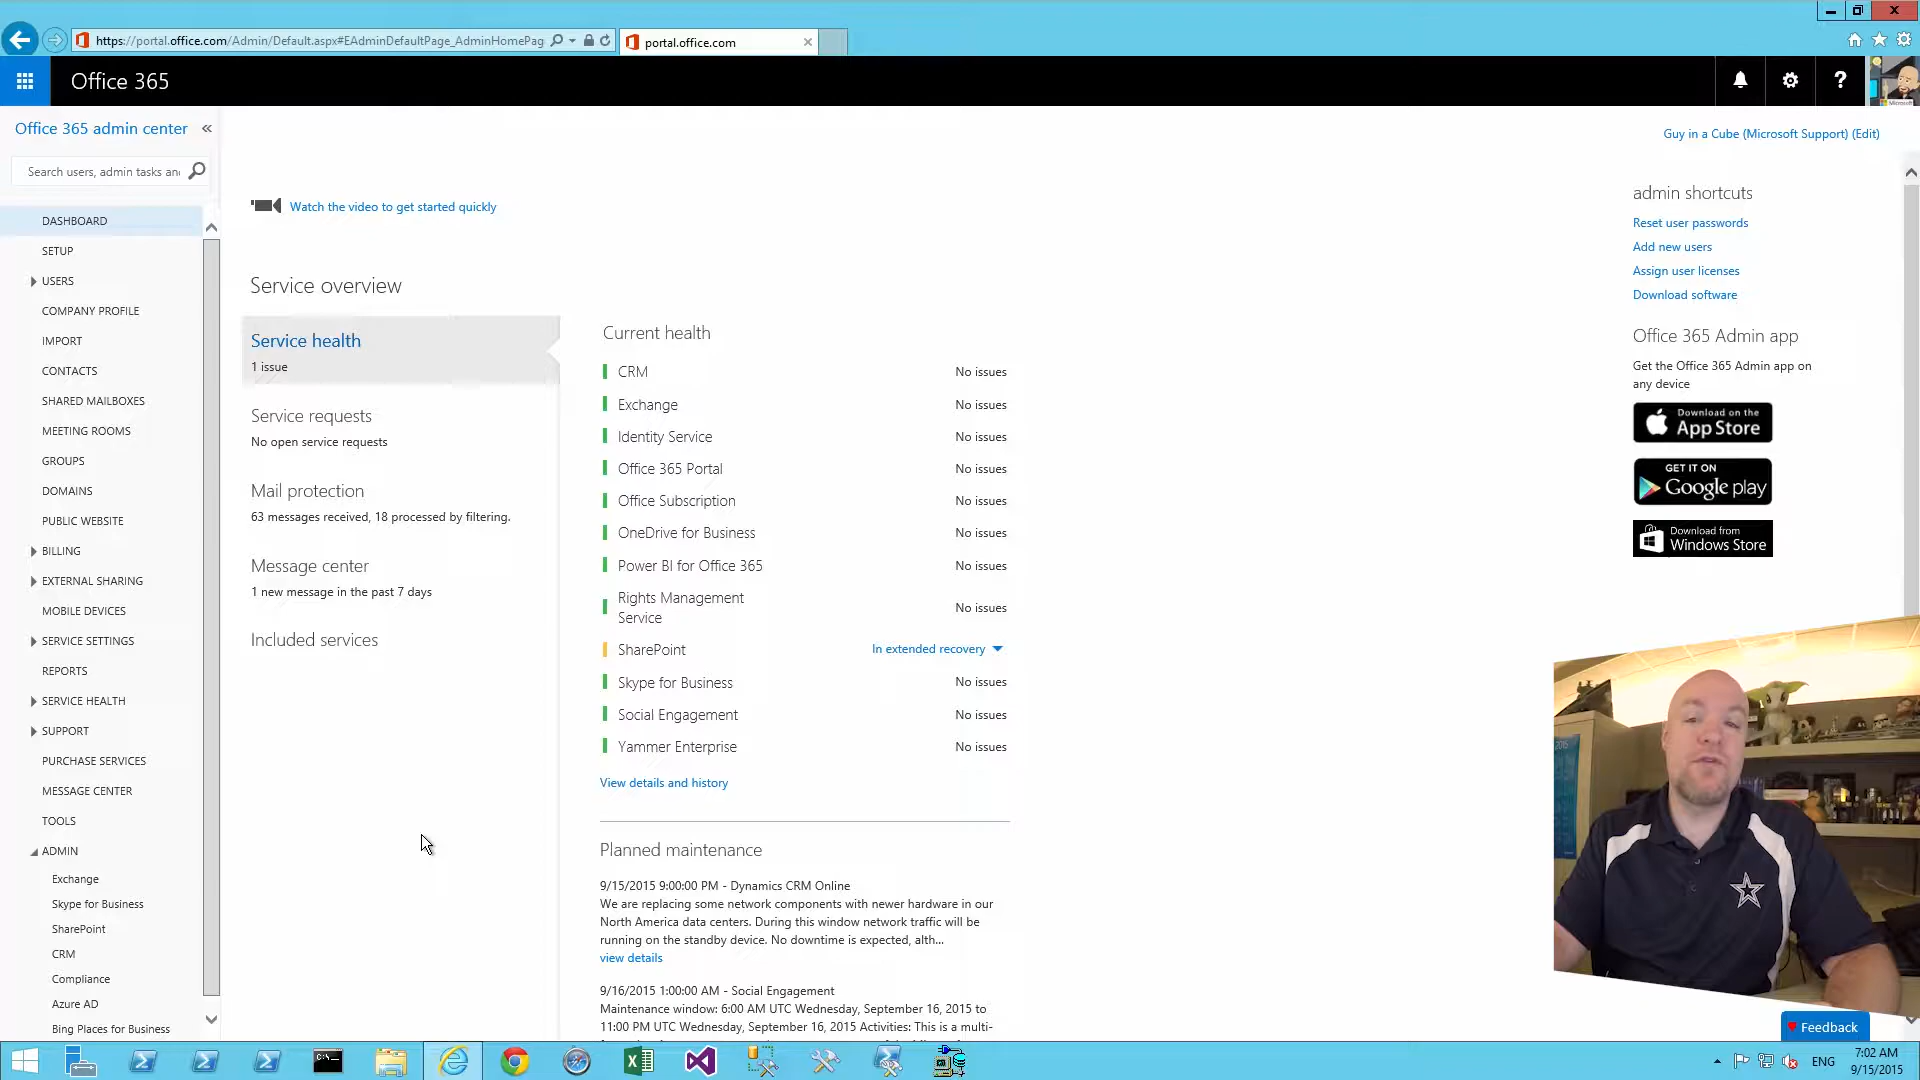 https://portal.office.com/Admin/Default.aspx#EAdminDefaultPage_AdminHomePag
portal.office.com
Office 365
?
Office 365 admin center «
Guy in a Cube (Microsoft Support) (Edit)
Search users, admin tasks an
DASHBOARD
SETUP
USERS
COMPANY PROFILE
IMPORT
CONTACTS
SHARED MAILBOXES
MEETING ROOMS
GROUPS
DOMAINS
PUBLIC WEBSITE
BILLING
EXTERNAL SHARING
MOBILE DEVICES
SERVICE SETTINGS
REPORTS
SERVICE HEALTH
SUPPORT
PURCHASE SERVICES
MESSAGE CENTER
TOOLS
ADMIN
Exchange
Skype for Business
SharePoint
CRM
Compliance
Azure AD
Bing Places for Business
Watch the video to get started quickly
Service overview
Service health
1 issue
Service requests
No open service requests
Mail protection
63 messages received, 18 processed by filtering.
Message center
1 new message in the past 7 days
Included services
Current health
CRM No issues
Exchange No issues
Identity Service No issues
Office 365 Portal No issues
Office Subscription No issues
OneDrive for Business No issues
Power BI for Office 365 No issues
Rights Management
Service No issues
SharePoint In extended recovery
Skype for Business No issues
Social Engagement No issues
Yammer Enterprise No issues
View details and history
Planned maintenance
9/15/2015 9:00:00 PM - Dynamics CRM Online
We are replacing some network components with newer hardware in our
North America data centers. During this window network traffic will be
running on the standby device. No downtime is expected, alth...
view details
9/16/2015 1:00:00 AM - Social Engagement
Maintenance window: 6:00 AM UTC Wednesday, September 16, 2015 to
11:00 PM UTC Wednesday, September 16, 2015 Activities: This is a multi-
admin shortcuts
Reset user passwords
Add new users
Assign user licenses
Download software
Office 365 Admin app
Get the Office 365 Admin app on
any device
Download on the
App Store
GET IT ON
Google play
Download from
Windows Store
2015
Feedback
ENG
7:02 AM
9/15/2015